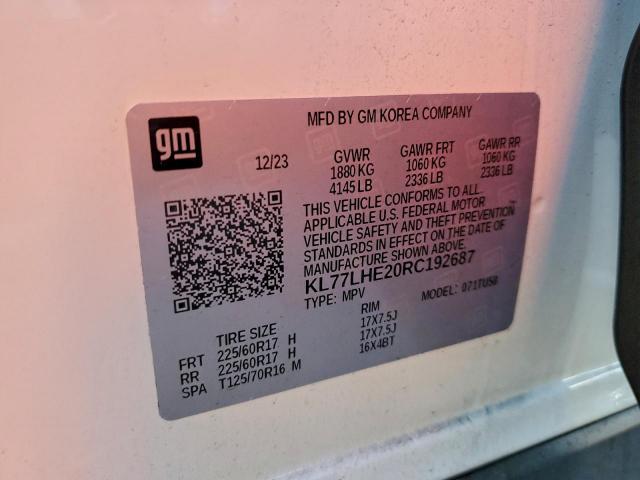 MFD BY GM KOREA COMPANY
gm
12/23 GVWR GAWR FRT GAWR RR
1880 KG 1060 KG 1060 KG
4145 LB 2336 LB 2336 LB
THIS VEHICLE CONFORMS TO ALL
APPLICABLE U.S. FEDERAL MOTOR
VEHICLE SAFETY AND THEFT PREVENTION
STANDARDS IN EFFECT ON THE DATE OF
MANUFACTURE SHOWN ABOVE.
KL77LHE20RC192687
TYPE: MPV MODEL: 071TU58
TIRE SIZE RIM
FRT 225/60R17 H 17X7.5J
RR 225/60R17 H 17X7.5J
SPA T125/70R16 M 16X4BT